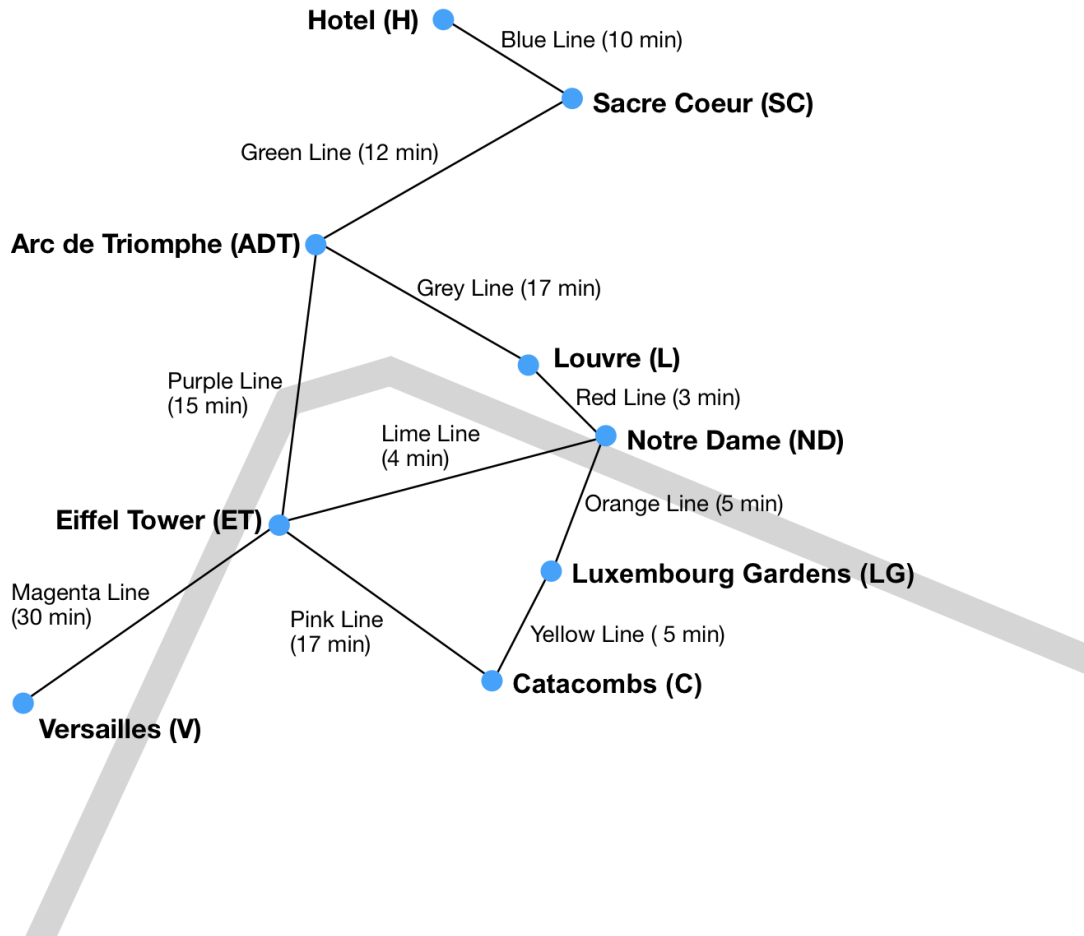 Hotel (H)
Blue Line (10 min)
Sacre Coeur (SC)
Green Line (12 min)
Arc de Triomphe (ADT)
Grey Line (17 min)
Louvre (L)
Purple Line
(15 min)
Red Line (3 min)
Lime Line
(4 min)
Notre Dame (ND)
Orange Line (5 min)
Eiffel Tower (ET)
Luxembourg Gardens (LG)
Magenta Line
(30 min)
Pink Line
(17 min)
Yellow Line ( 5 min)
Catacombs (C)
Versailles (V)